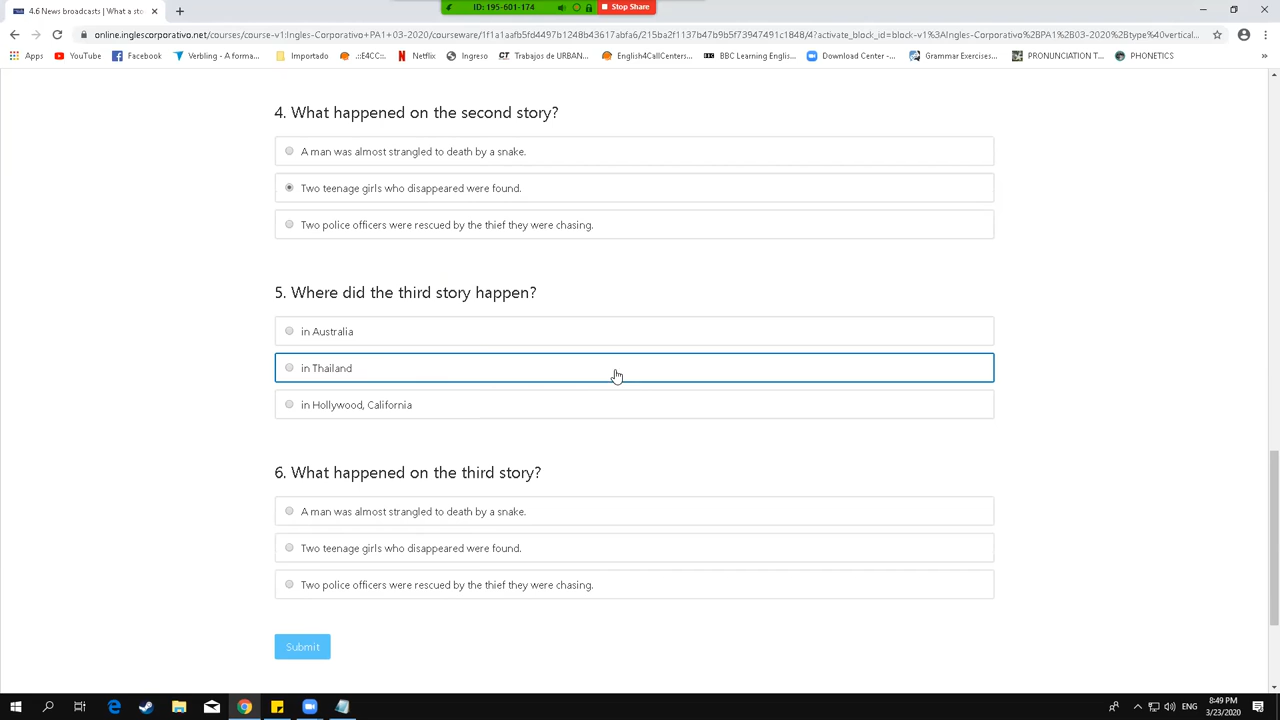 ID: 195-601-174 Stop Share
4.6 News broadcasts | What a sto
online.inglescorporativo.net/courses/course-v1:Ingles-Corporativo+PA1+03-2020/courseware/1f1a1aafb5fd4497b1248b43617abfa6/215ba2f1137b47b9b5f73947491c1848/4?activate_block_id=block-v1%3AIngles-Corporativo%2BPA1%2B03-2020%2Btype%40vertical...
Apps YouTube Facebook Verbling - A forma... Importado .::E4CC::. Netflix Ingreso CT Trabajos de URBAN... English4CallCenters... BBC Learning Englis... Download Center -... Grammar Exercises... PRONUNCIATION T... PHONETICS
4. What happened on the second story?
A man was almost strangled to death by a snake.
Two teenage girls who disappeared were found.
Two police officers were rescued by the thief they were chasing.
5. Where did the third story happen?
in Australia
in Thailand
in Hollywood, California
6. What happened on the third story?
A man was almost strangled to death by a snake.
Two teenage girls who disappeared were found.
Two police officers were rescued by the thief they were chasing.
Submit
8:49 PM
3/23/2020